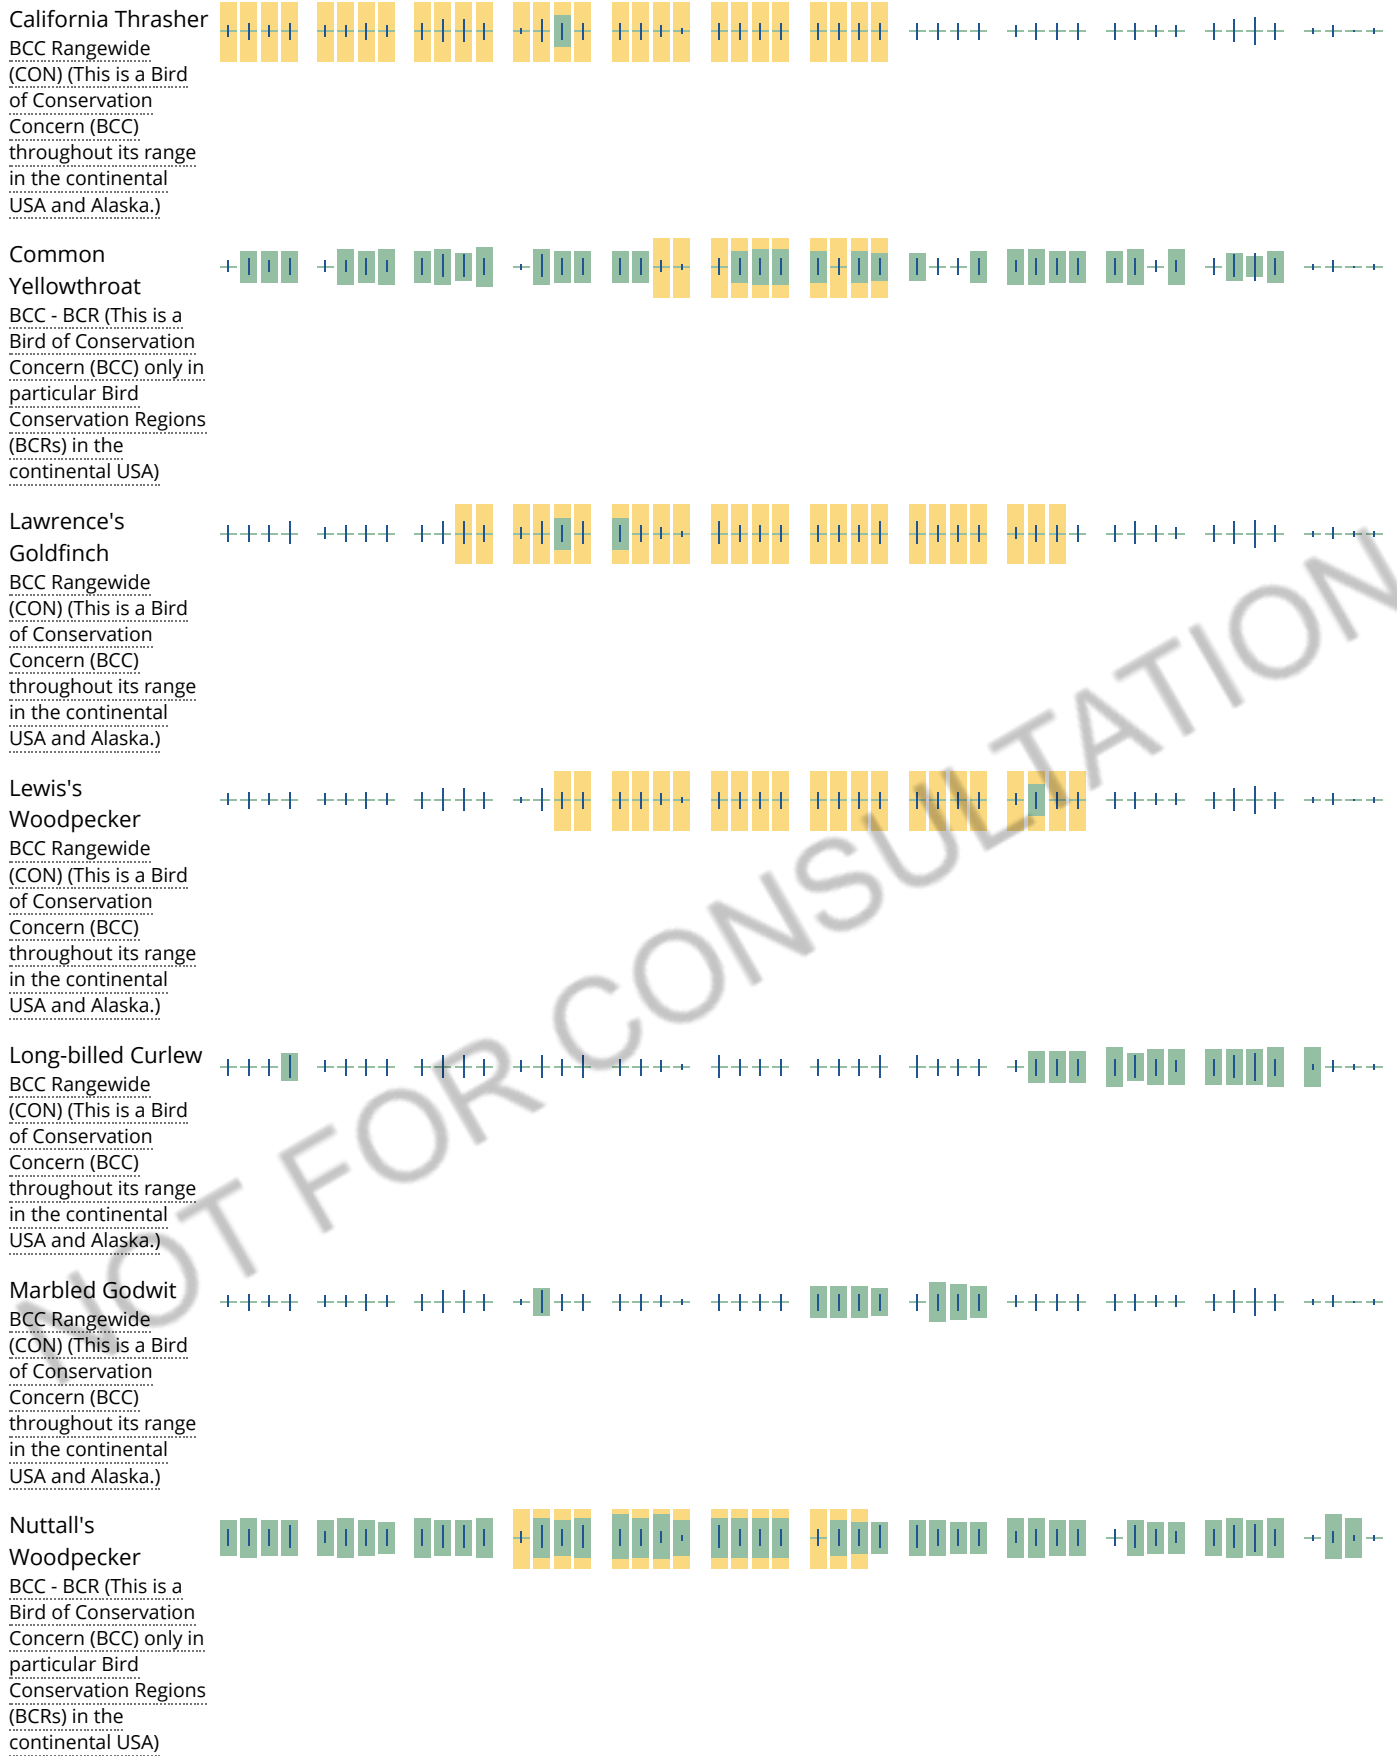 California Thrasher
BCC Rangewide
(CON) (This is a Bird
of Conservation
Concern (BCC)
throughout its range
in the continental
USA and Alaska.)
Common
Yellowthroat
BCC - BCR (This is a
Bird of Conservation
Concern (BCC) only in
particular Bird
Conservation Regions
(BCRs) in the
continental USA)
Lawrence's
Goldfinch
BCC Rangewide
(CON) (This is a Bird
of Conservation
Concern (BCC)
throughout its range
in the continental
USA and Alaska.)
Lewis's
Woodpecker
BCC Rangewide
(CON) (This is a Bird
of Conservation
Concern (BCC)
throughout its range
in the continental
USA and Alaska.)
Long-billed Curlew
BCC Rangewide
(CON) (This is a Bird
of Conservation
Concern (BCC)
throughout its range
in the continental
USA and Alaska.)
Marbled Godwit
BCC Rangewide
(CON) (This is a Bird
of Conservation
Concern (BCC)
throughout its range
in the continental
USA and Alaska.)
Nuttall's
Woodpecker
BCC - BCR (This is a
Bird of Conservation
Concern (BCC) only in
particular Bird
Conservation Regions
(BCRs) in the
continental USA)
NOT FOR CONSULTATION